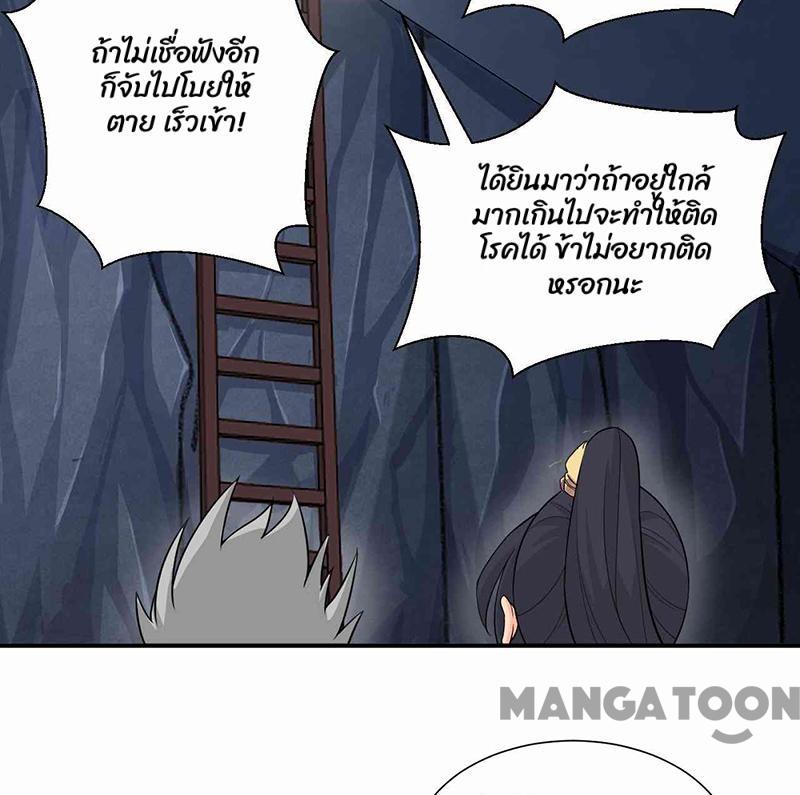 ถ้าไม่เชื่อฟังอีก
ก็จับไปโบยให้
ตาย เร็วเข้า!
ได้ยินมาว่าถ้าอยู่ใกล้
มากเกินไปจะทำให้ติด
โรคได้ ข้าไม่อยากติด
หรอกนะ
MANGATOON